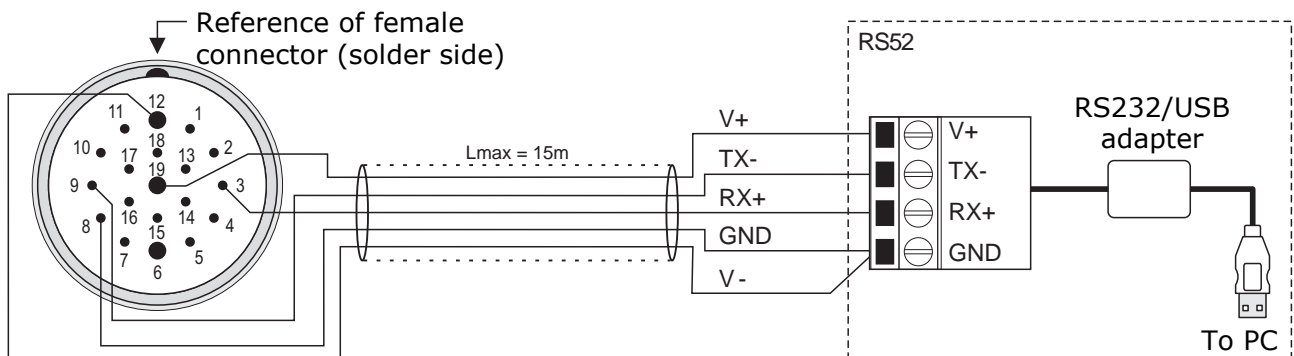 Reference of female
connector (solder side)
RS52
RS232/USB
adapter
12
11
1
10
18
2
17
13
19
9
3
16
14
8
15
4
7
5
6
Lmax = 15m
V+
TX-
RX+
GND
V -
V+
TX-
RX+
GND
To PC